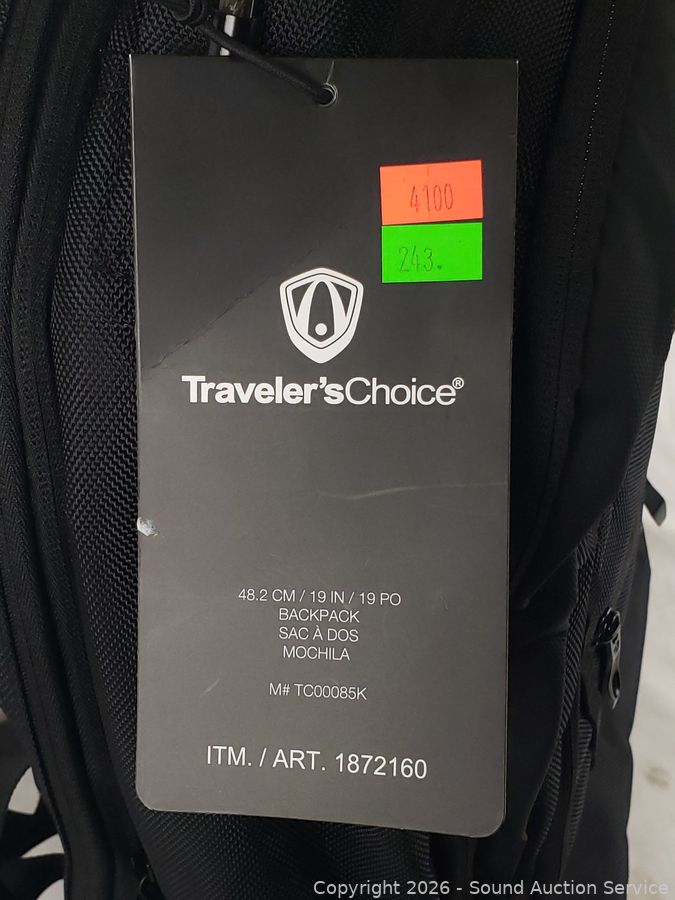 4100
243.
Traveler'sChoice®
48.2 CM / 19 IN / 19 PO
BACKPACK
SAC À DOS
MOCHILA
M# TC00085K
ITM. / ART. 1872160
Copyright 2026 - Sound Auction Service